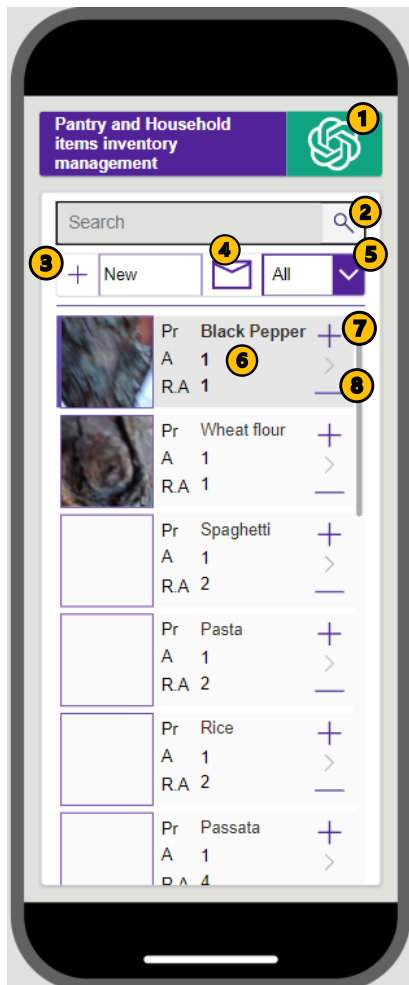 Pantry and Household
items inventory
management
1
Search
2
3
4
5
New
All
Pr Black Pepper
7
A 1
6
R.A 1
8
Pr Wheat flour
A 1
R.A 1
Pr Spaghetti
A 1
R.A 2
Pr Pasta
A 1
R.A 2
Pr Rice
A 1
R.A 2
Pr Passata
A 1
R.A 4